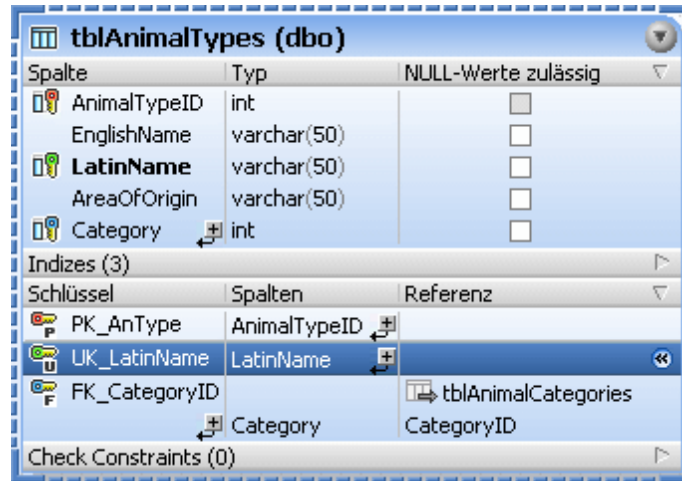 tblAnimalTypes (dbo)
Spalte Typ NULL-Werte zulässig
AnimalTypeID int
EnglishName varchar(50)
LatinName varchar(50)
AreaOfOrigin varchar(50)
Category int
Indizes (3)
Schlüssel Spalten Referenz
P PK_AnType AnimalTypeID
U UK_LatinName LatinName
F FK_CategoryID tblAnimalCategories
Category CategoryID
Check Constraints (0)